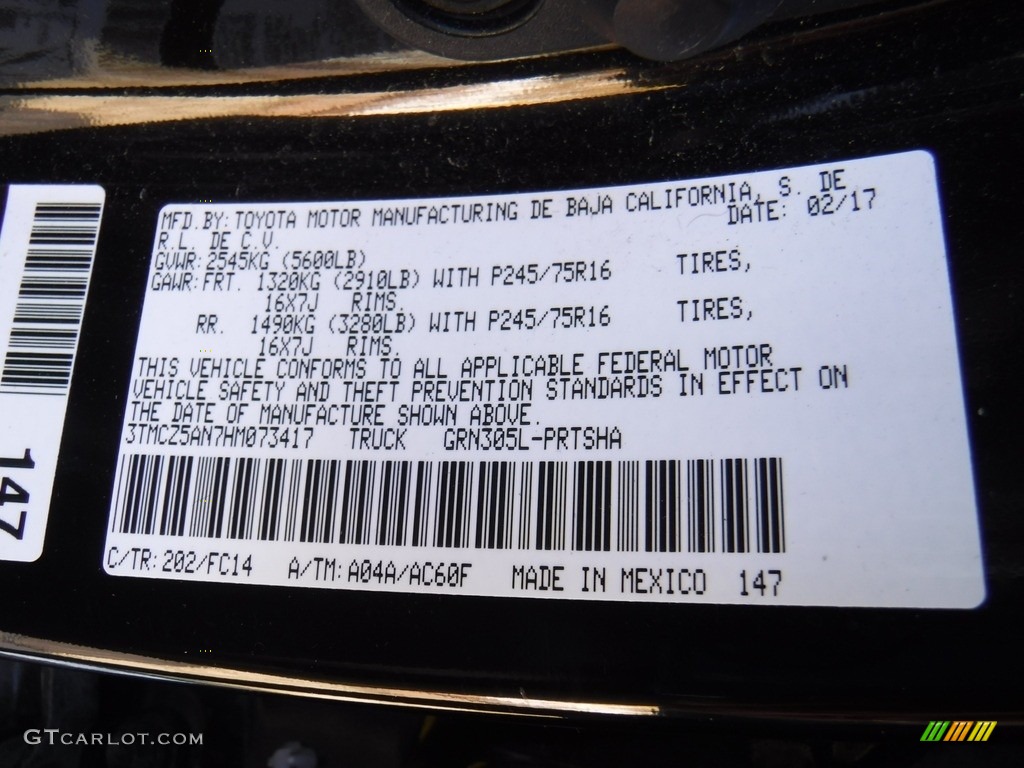 MFD.BY:TOYOTA MOTOR MANUFACTURING DE BAJA CALIFORNIA, S. DE
R.L. DE C.V. DATE: 02/17
GVWR:2545KG (5600LB)
GAWR:FRT. 1320KG (2910LB) WITH P245/75R16 TIRES,
16X7J RIMS.
RR. 1490KG (3280LB) WITH P245/75R16 TIRES,
16X7J RIMS.
THIS VEHICLE CONFORMS TO ALL APPLICABLE FEDERAL MOTOR
VEHICLE SAFETY AND THEFT PREVENTION STANDARDS IN EFFECT ON
THE DATE OF MANUFACTURE SHOWN ABOVE.
3TMCZ5AN7HM073417 TRUCK GRN305L-PRTSHA
C/TR:202/FC14 A/TM:A04A/AC60F MADE IN MEXICO 147
147
GTCARLOT.COM